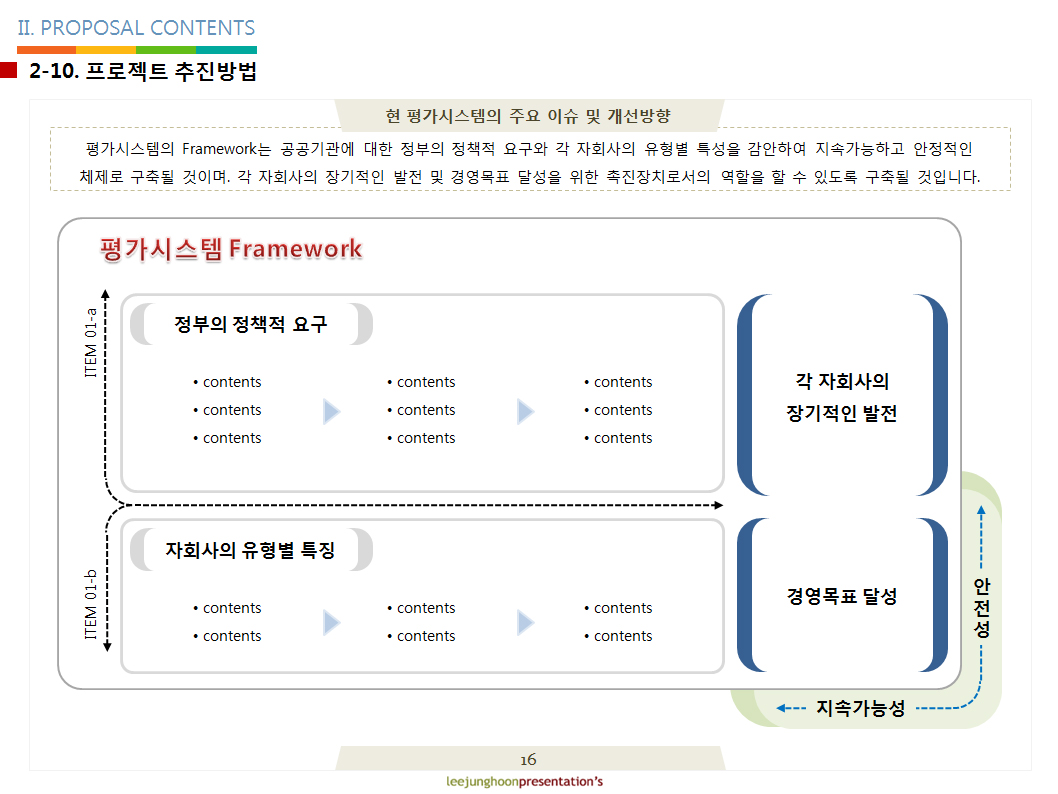 II. PROPOSAL CONTENTS
2-10. 프로젝트 추진방법
현 평가시스템의 주요 이슈 및 개선방향
평가시스템의 Framework는 공공기관에 대한 정부의 정책적 요구와 각 자회사의 유형별 특성을 감안하여 지속가능하고 안정적인
체제로 구축될 것이며. 각 자회사의 장기적인 발전 및 경영목표 달성을 위한 촉진장치로서의 역할을 할 수 있도록 구축될 것입니다.
평가시스템 Framework
ITEM 01-a
정부의 정책적 요구
• contents
• contents
• contents
• contents
• contents
• contents
• contents
• contents
• contents
각 자회사의
장기적인 발전
ITEM 01-b
자회사의 유형별 특징
• contents
• contents
• contents
• contents
• contents
• contents
경영목표 달성
안전성
지속가능성
16
leejunghoonpresentation's